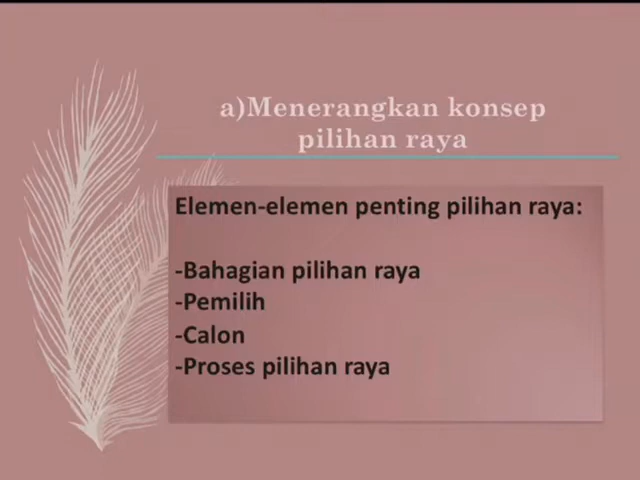 a)Menerangkan konsep
pilihan raya
Elemen-elemen penting pilihan raya:
-Bahagian pilihan raya
-Pemilih
-Calon
-Proses pilihan raya